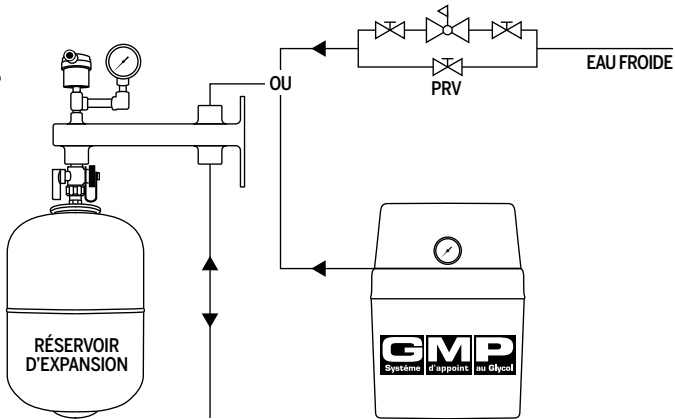 EAU FROIDE
OU
PRV
RÉSERVOIR
D'EXPANSION
GMP
Système d'appoint au Glycol